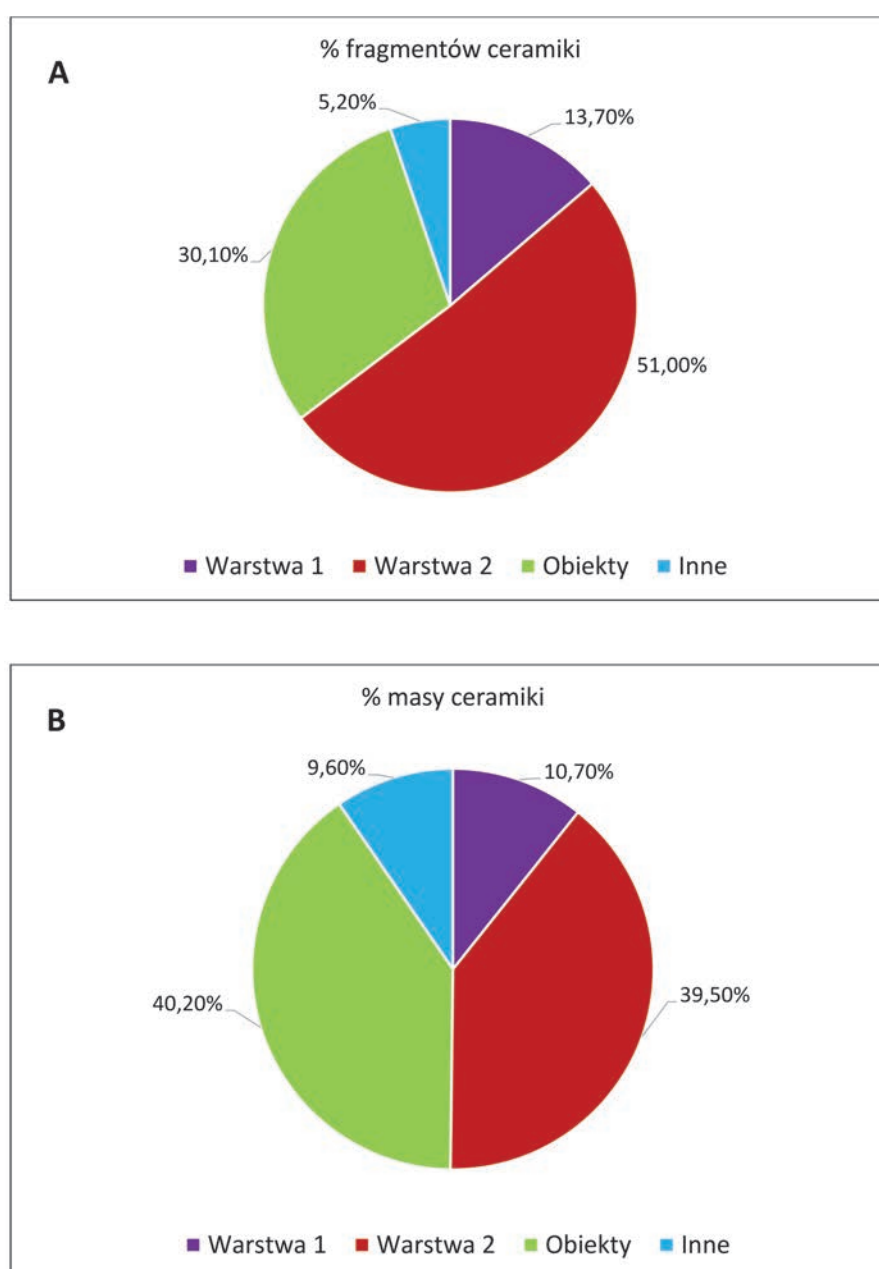 A
% fragmentów ceramiki
5,20%
13,70%
30,10%
51,00%
Warstwa 1 Warstwa 2 Obiekty Inne
B
% masy ceramiki
9,60%
10,70%
40,20%
39,50%
Warstwa 1 Warstwa 2 Obiekty Inne